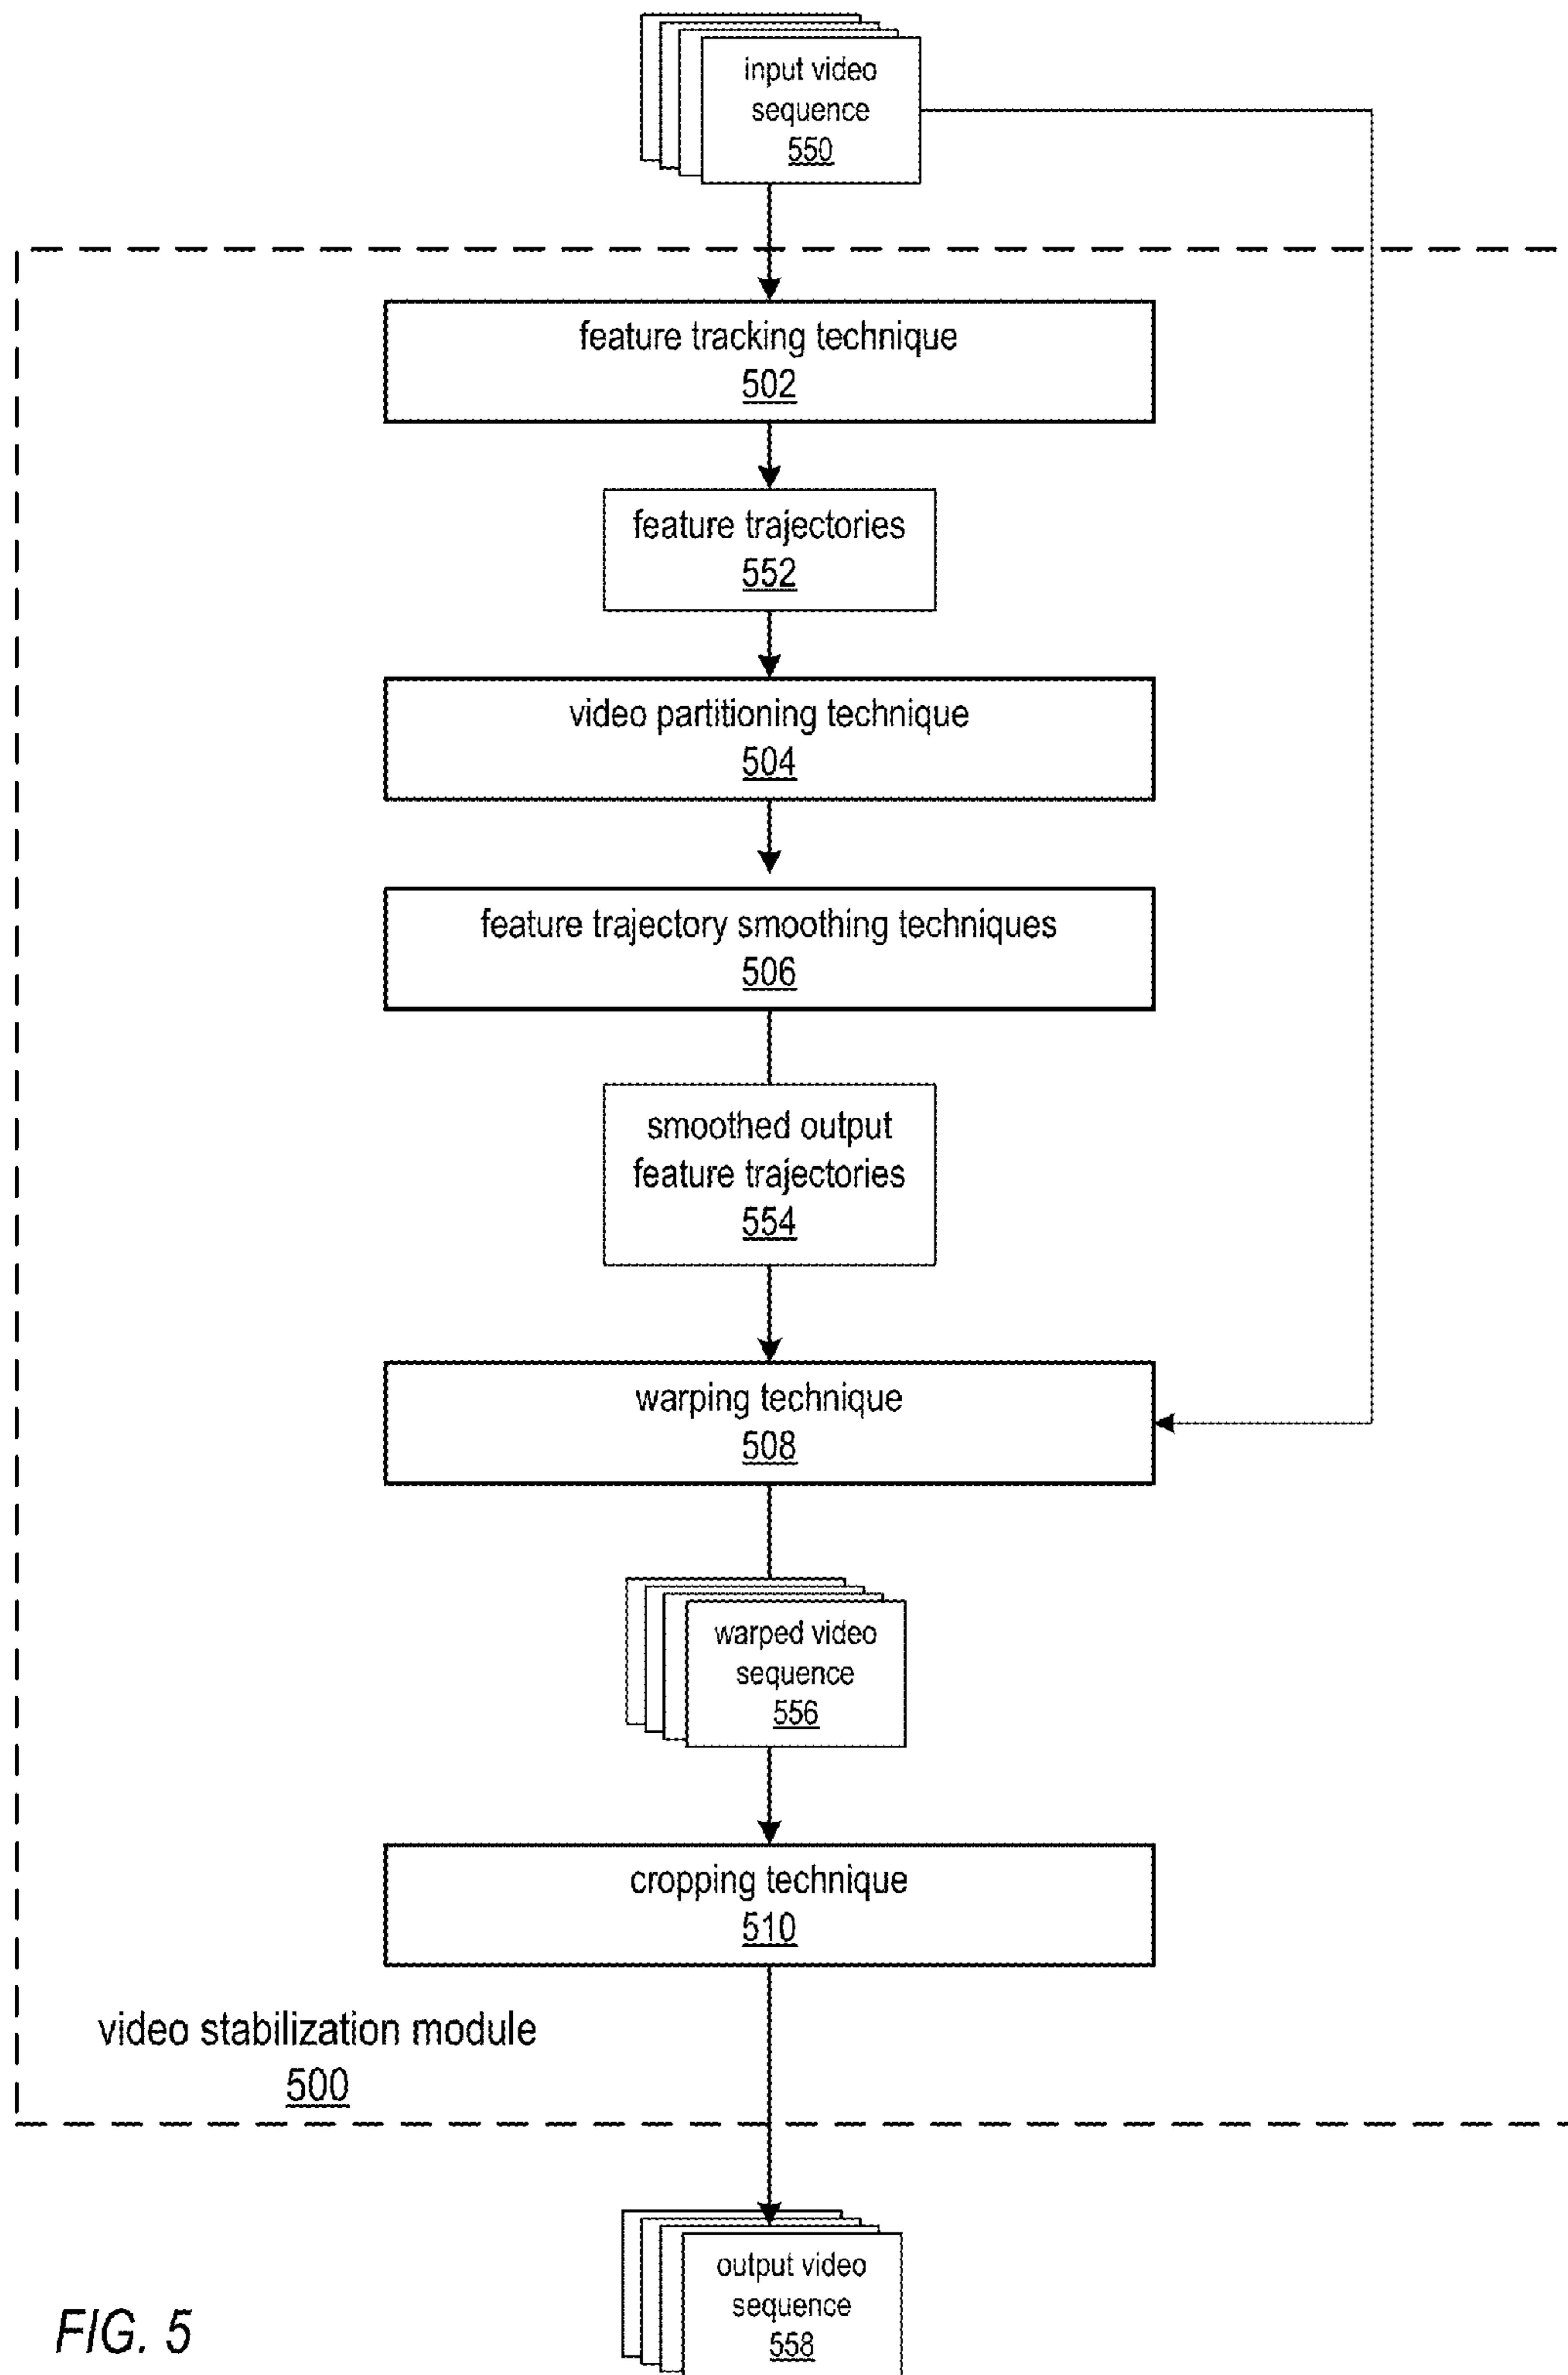 input video
sequence
550
feature tracking technique
502
feature trajectories
552
video partitioning technique
504
feature trajectory smoothing techniques
506
smoothed output
feature trajectories
554
warping technique
508
warped video
sequence
556
cropping technique
510
video stabilization module
500
output video
sequence
558
FIG. 5